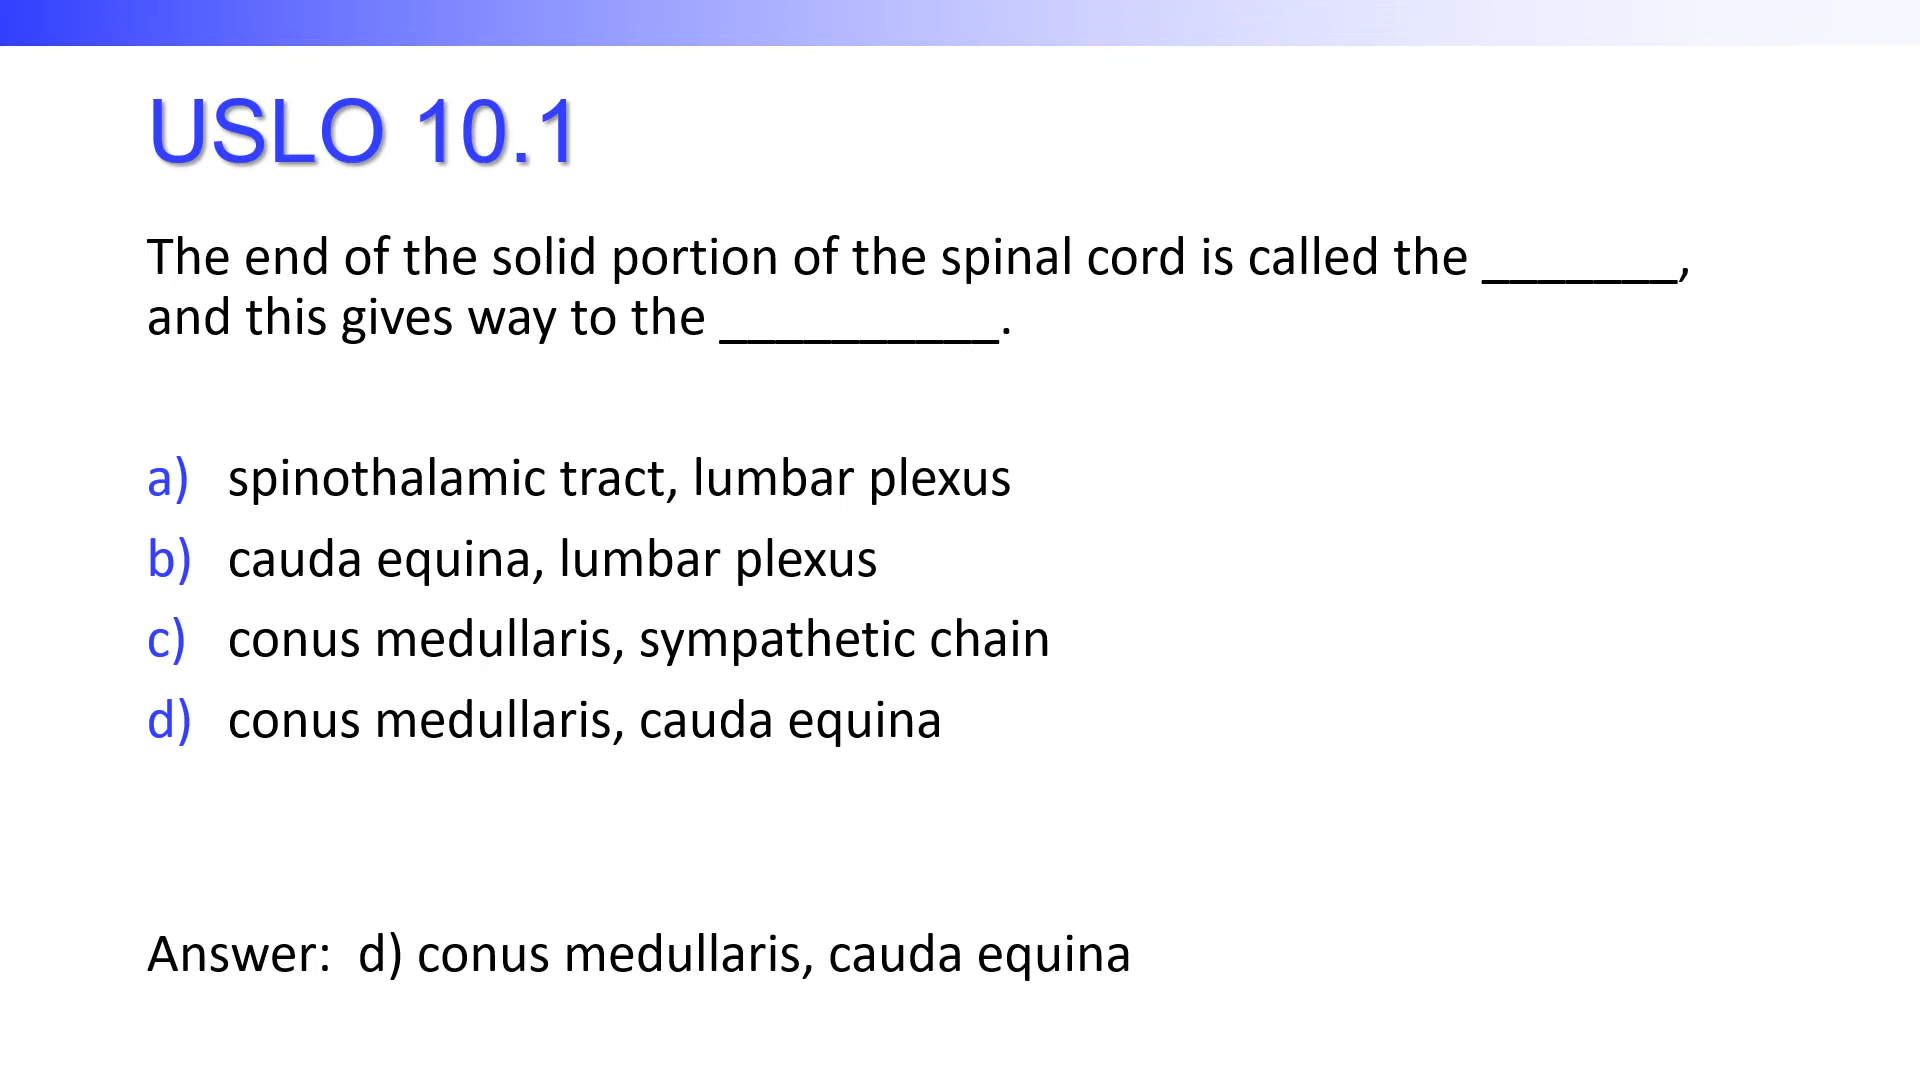 USLO 10.1
The end of the solid portion of the spinal cord is called the _______,
and this gives way to the __________.
a) spinothalamic tract, lumbar plexus
b) cauda equina, lumbar plexus
c) conus medullaris, sympathetic chain
d) conus medullaris, cauda equina
Answer: d) conus medullaris, cauda equina